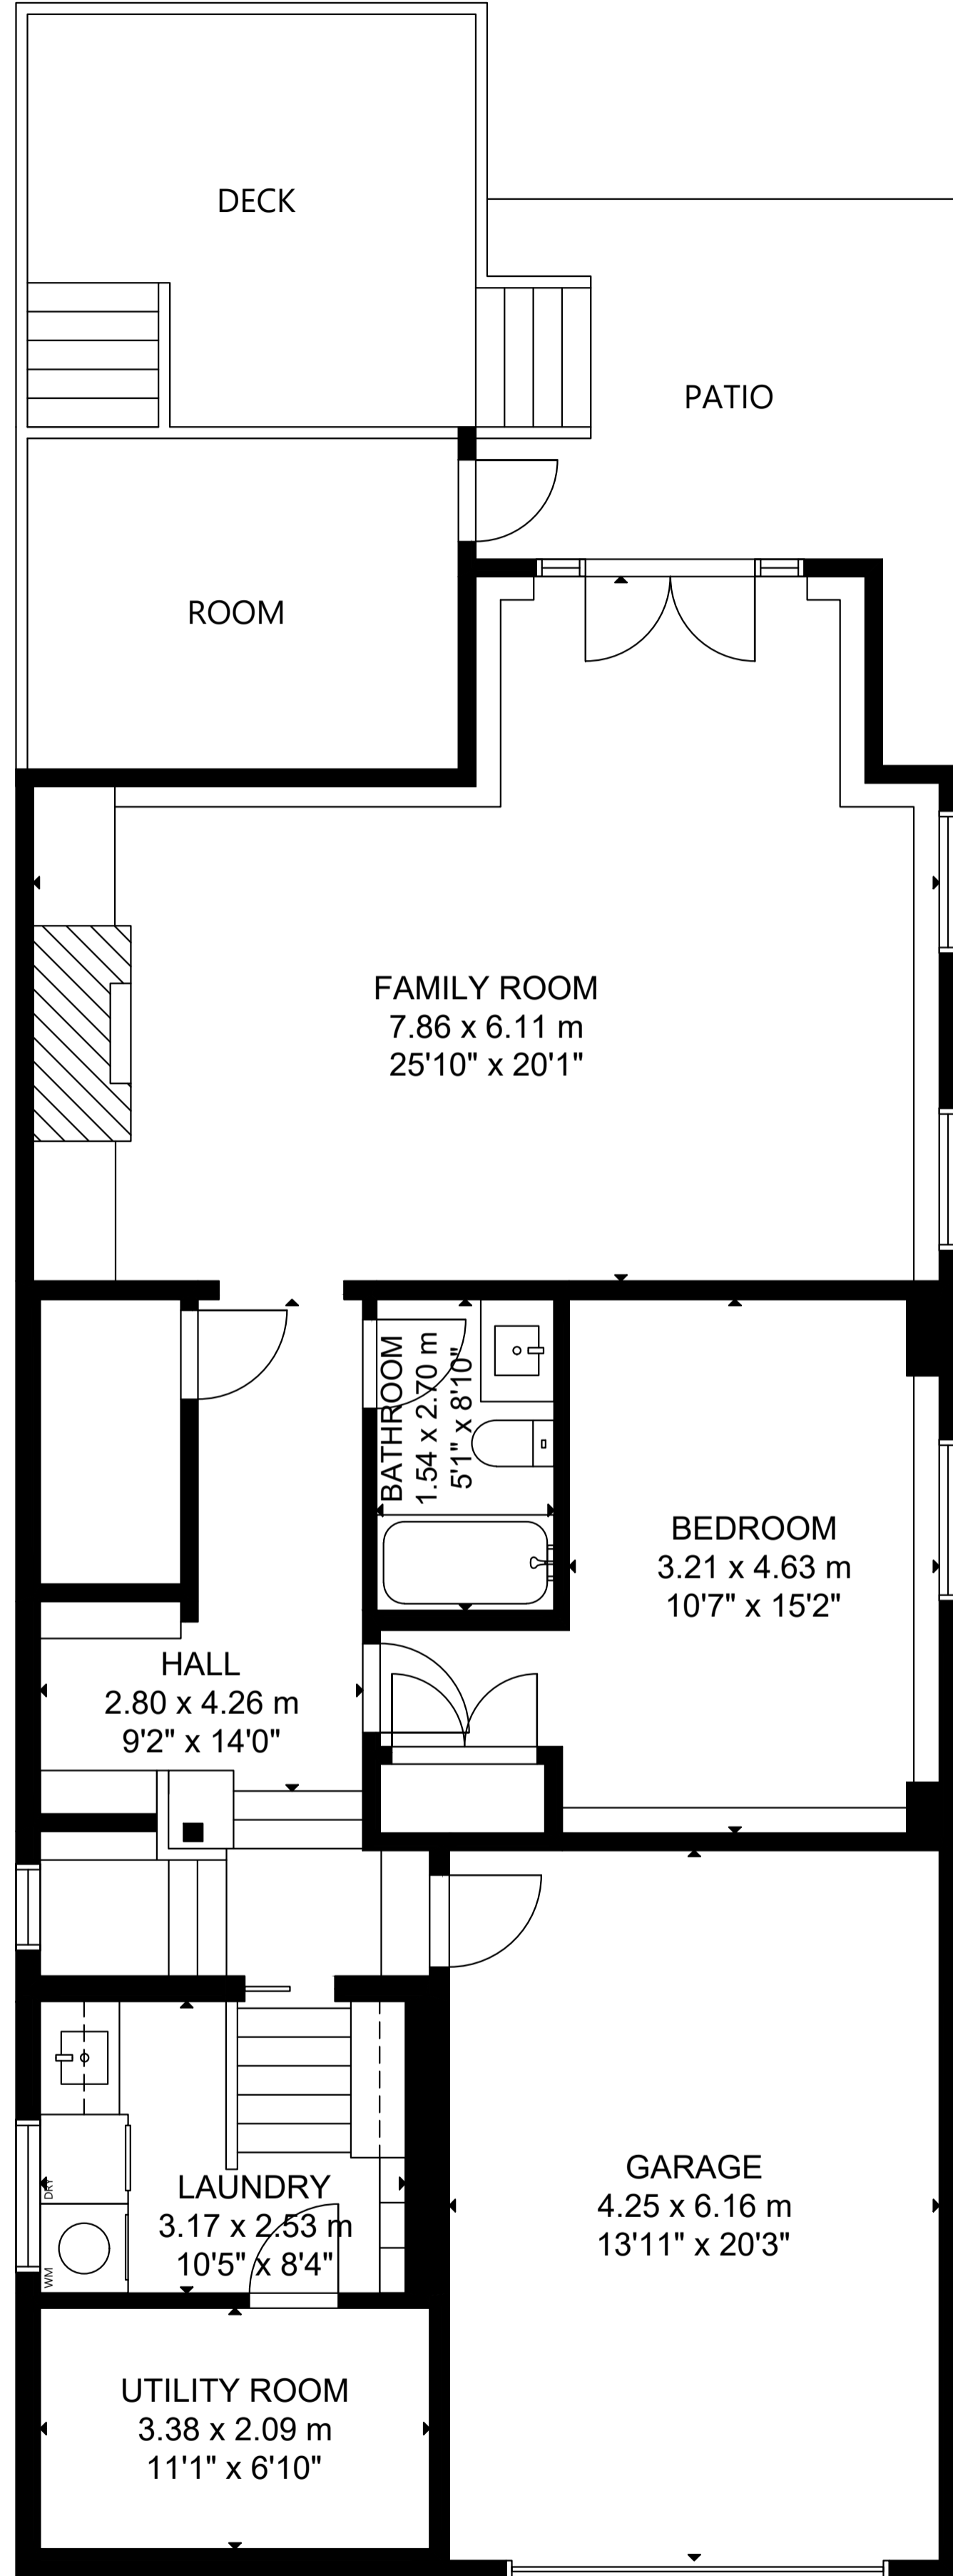 DECK
PATIO
ROOM
FAMILY ROOM
7.86 x 6.11 m
25'10" x 20'1"
BATHROOM
1.54 x 2.70 m
5'1" x 8'10"
BEDROOM
3.21 x 4.63 m
10'7" x 15'2"
HALL
2.80 x 4.26 m
9'2" x 14'0"
DRY
LAUNDRY
3.17 x 2.53 m
10'5" x 8'4"
WM
GARAGE
4.25 x 6.16 m
13'11" x 20'3"
UTILITY ROOM
3.38 x 2.09 m
11'1" x 6'10"